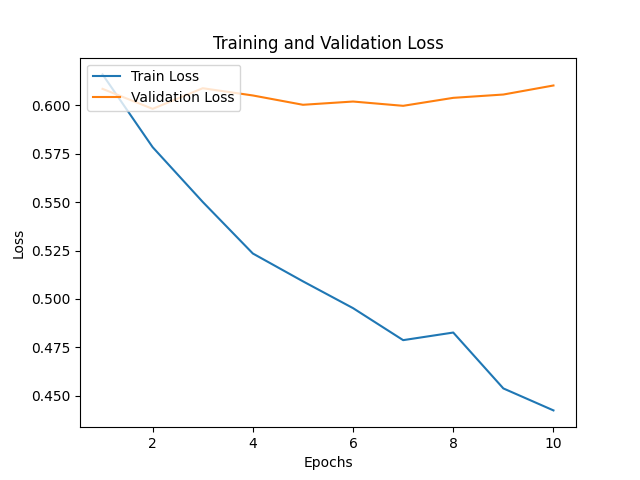 Training and Validation Loss
Train Loss
Validation Loss
0.600
0.575
0.550
0.525
0.500
0.475
0.450
Loss
2 4 6 8 10
Epochs